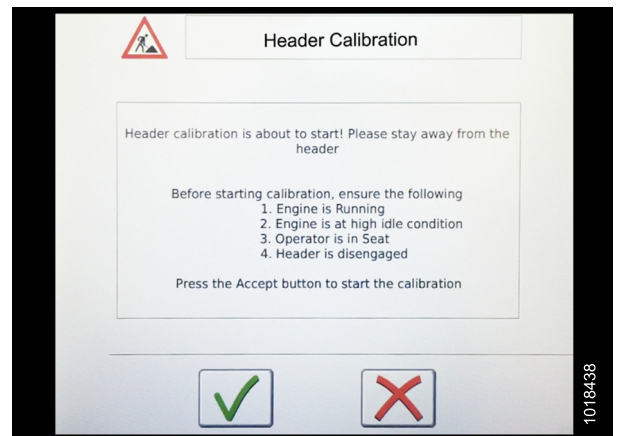 Header Calibration
Header calibration is about to start! Please stay away from the
header
Before starting calibration, ensure the following
1. Engine is Running
2. Engine is at high idle condition
3. Operator is in Seat
4. Header is disengaged
Press the Accept button to start the calibration
1018438